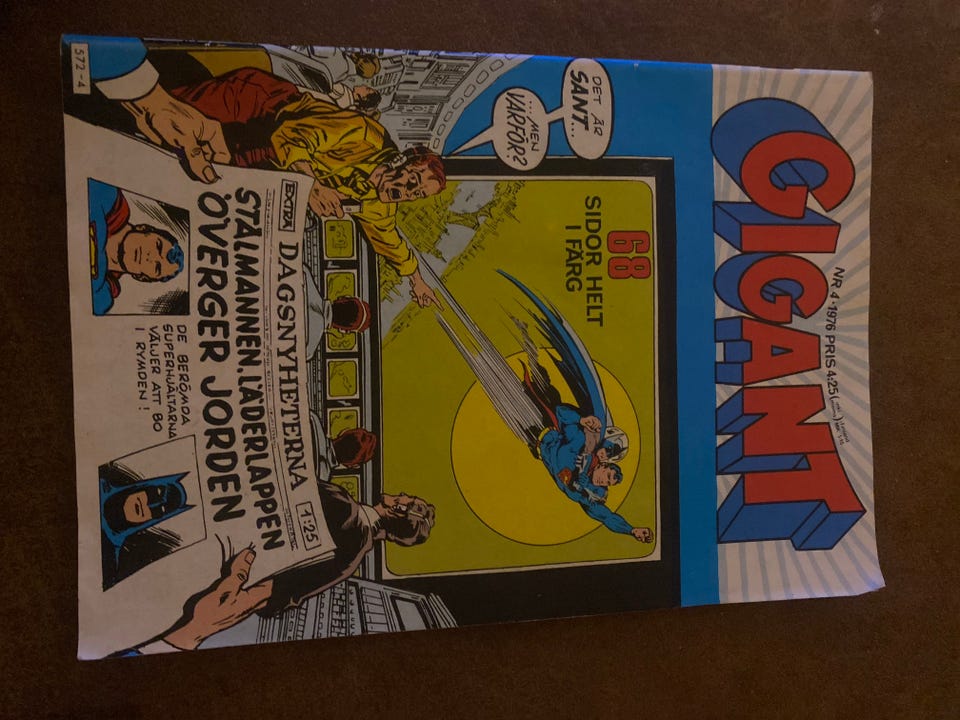 GIGANT
NR 4 • 1976 PRIS 4:25
DET ÄR
SANT...
...MEN
VARFÖR?
68
SIDOR HELT
I FÄRG
EXTRA
DAGSNYHETERNA
1:25
STÅLMANNEN, LÄDERLAPPEN
ÖVERGER JORDEN
DE BERÖMDA
SUPERHJÄLTARNA
VÄLJER ATT BO
I RYMDEN!
572-4